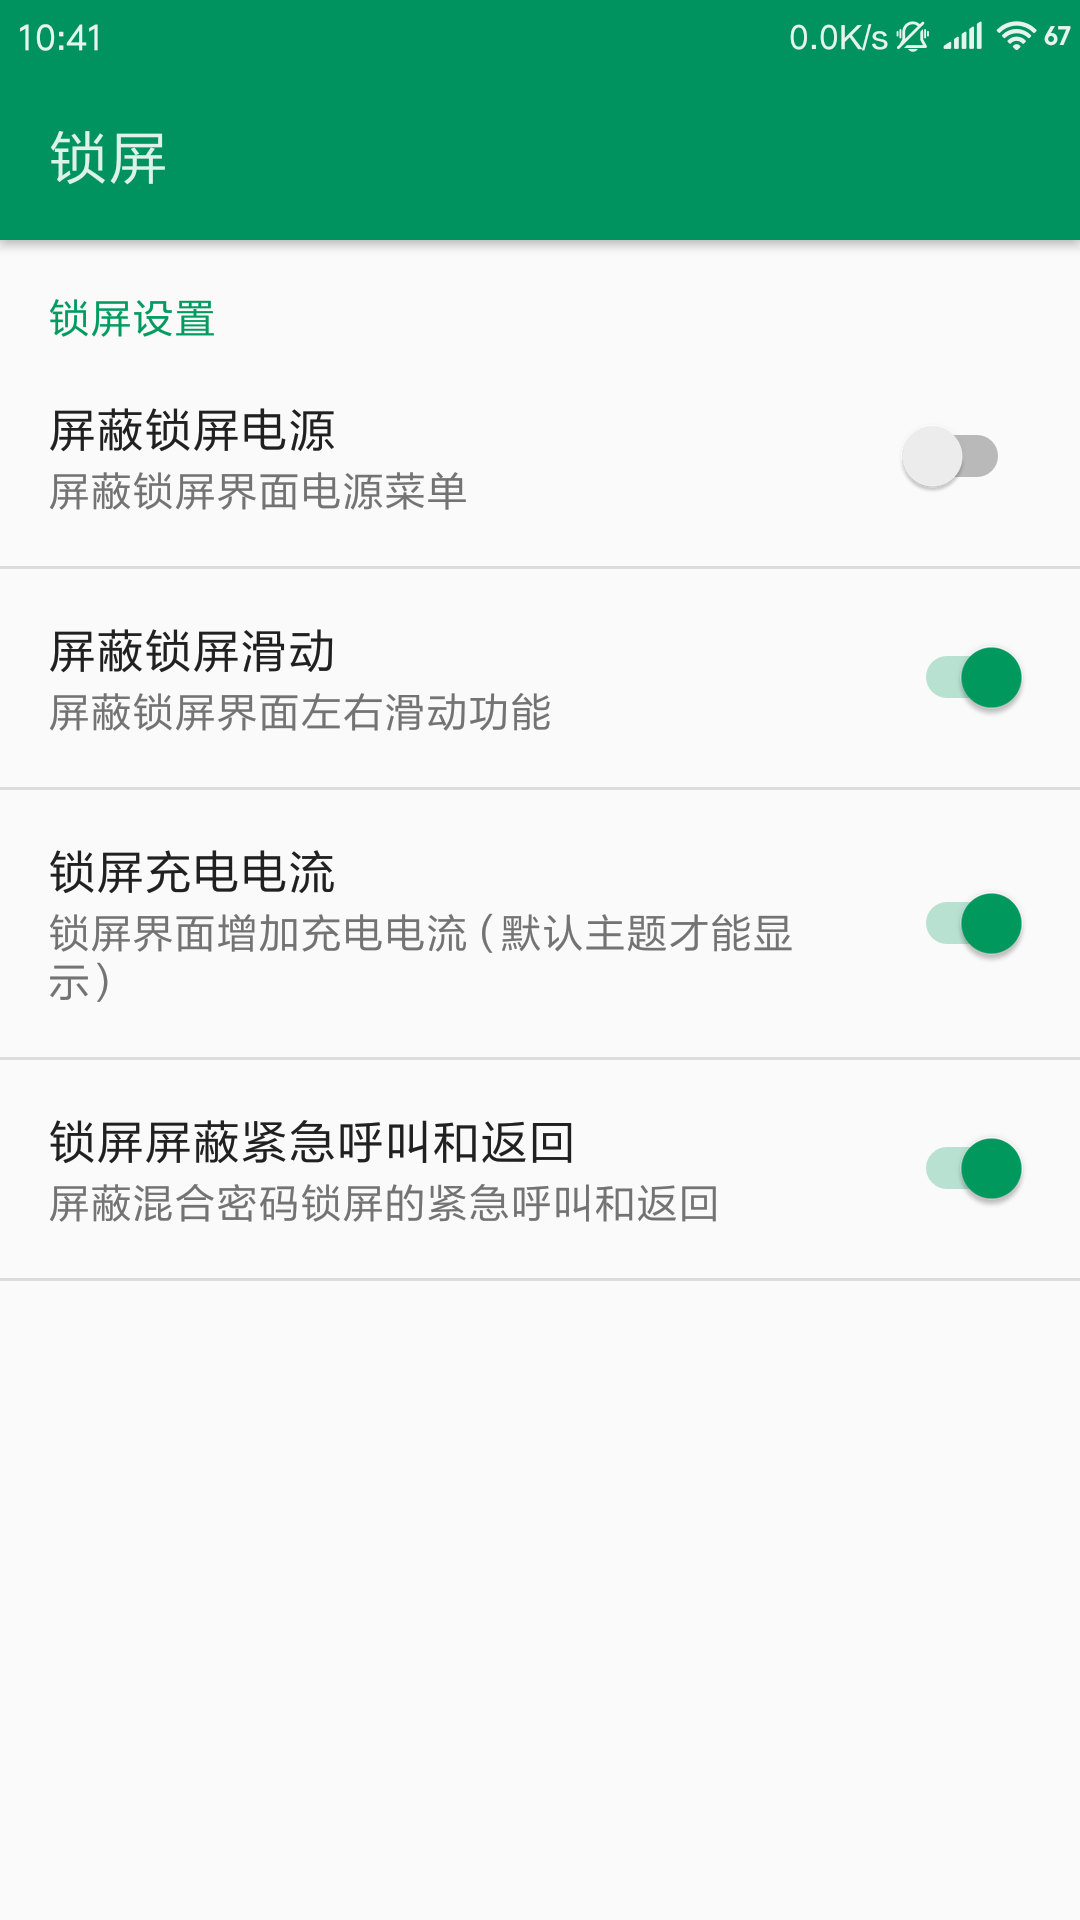 10:41 0.0K/s 67
锁屏
锁屏设置
屏蔽锁屏电源
屏蔽锁屏界面电源菜单
屏蔽锁屏滑动
屏蔽锁屏界面左右滑动功能
锁屏充电电流
锁屏界面增加充电电流（默认主题才能显
示）
锁屏屏蔽紧急呼叫和返回
屏蔽混合密码锁屏的紧急呼叫和返回